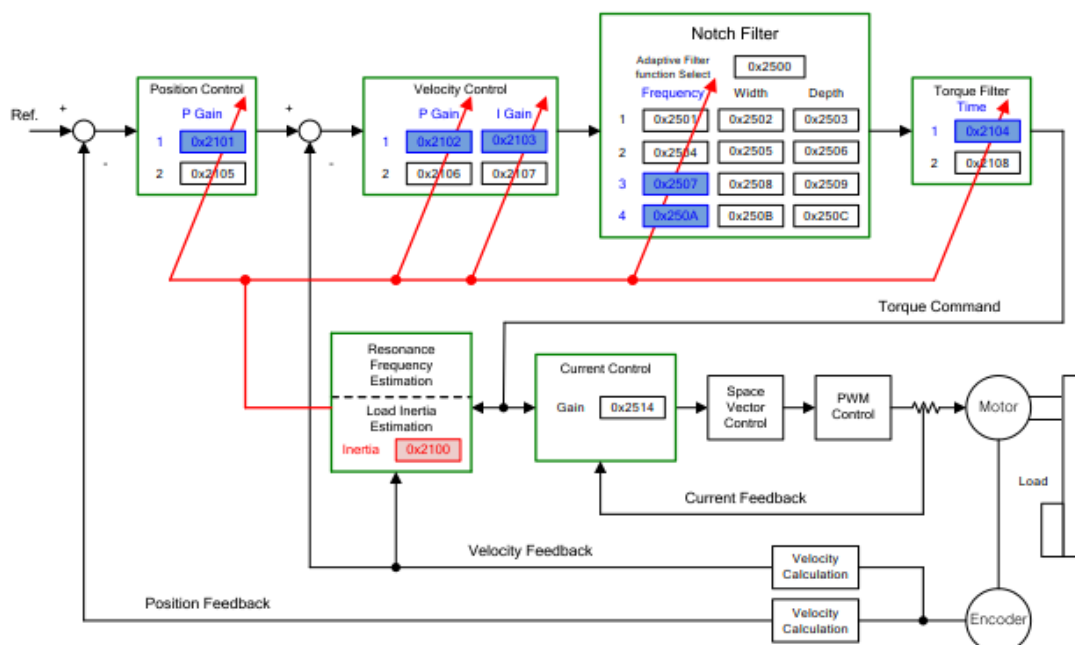 Notch Filter
Adaptive Filter
function Select
0x2500
Frequency Width Depth
1 0x2501 0x2502 0x2503
2 0x2504 0x2505 0x2506
3 0x2507 0x2508 0x2509
4 0x250A 0x250B 0x250C
Ref.
+
-
Position Control
P Gain
1 0x2101
2 0x2105
+
-
Velocity Control
P Gain I Gain
1 0x2102 0x2103
2 0x2106 0x2107
Torque Filter
Time
1 0x2104
2 0x2108
Torque Command
Resonance
Frequency
Estimation
Load Inertia
Estimation
Inertia 0x2100
Current Control
Gain 0x2514
Space
Vector
Control
PWM
Control
Motor
Load
Current Feedback
Velocity Feedback
Velocity
Calculation
Position Feedback
Velocity
Calculation
Encoder